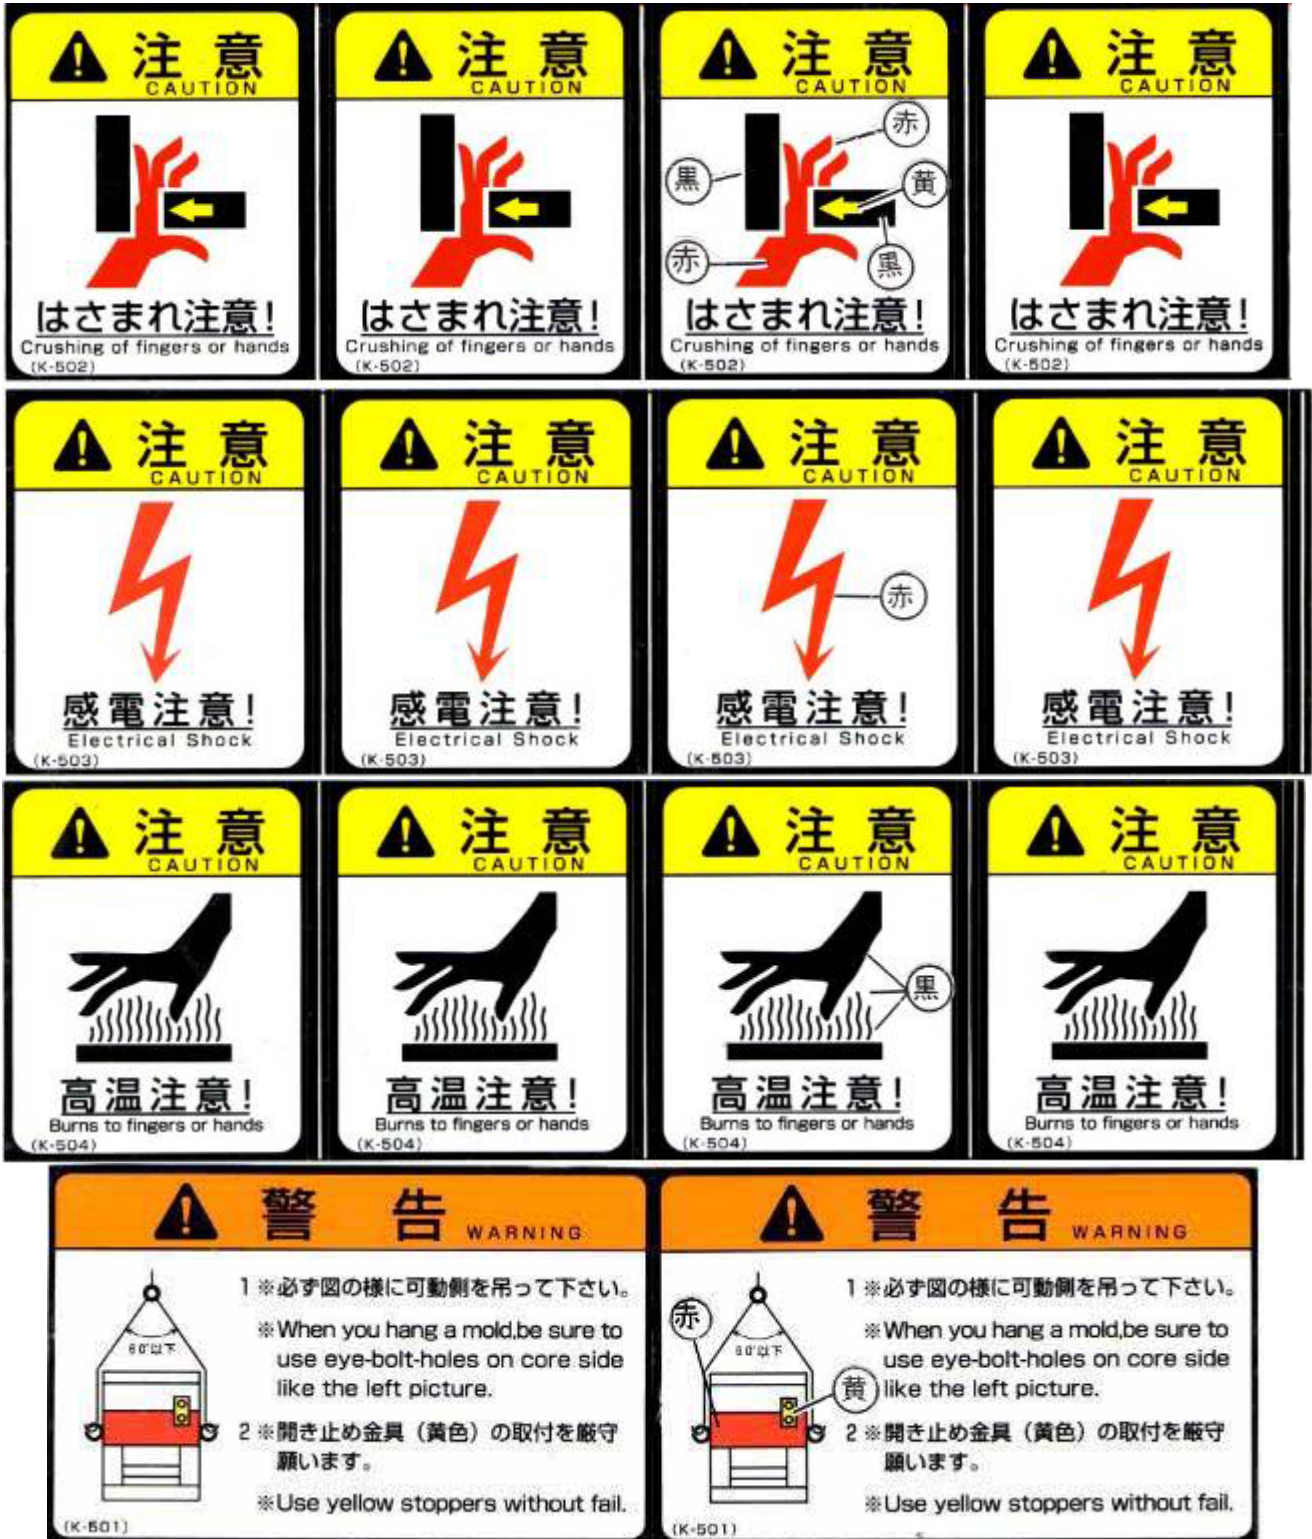 注意
CAUTION
はさまれ注意!
Crushing of fingers or hands
(K-502)
注意
CAUTION
はさまれ注意!
Crushing of fingers or hands
(K-502)
注意
CAUTION
赤
黒
黄
赤
黒
はさまれ注意!
Crushing of fingers or hands
(K-502)
注意
CAUTION
はさまれ注意!
Crushing of fingers or hands
(K-502)
注意
CAUTION
感電注意!
Electrical Shock
(K-503)
注意
CAUTION
感電注意!
Electrical Shock
(K-503)
注意
CAUTION
赤
感電注意!
Electrical Shock
(K-503)
注意
CAUTION
感電注意!
Electrical Shock
(K-503)
注意
CAUTION
高温注意!
Burns to fingers or hands
(K-504)
注意
CAUTION
高温注意!
Burns to fingers or hands
(K-504)
注意
CAUTION
黒
高温注意!
Burns to fingers or hands
(K-504)
注意
CAUTION
高温注意!
Burns to fingers or hands
(K-504)
警告 WARNING
60°以下
1※必ず図の様に可動側を吊って下さい。
※When you hang a mold,be sure to
use eye-bolt-holes on core side
like the left picture.
2※開き止め金具（黄色）の取付を厳守
願います。
※Use yellow stoppers without fail.
(K-501)
警告 WARNING
赤
60°以下
黄
1※必ず図の様に可動側を吊って下さい。
※When you hang a mold,be sure to
use eye-bolt-holes on core side
like the left picture.
2※開き止め金具（黄色）の取付を厳守
願います。
※Use yellow stoppers without fail.
(K-501)